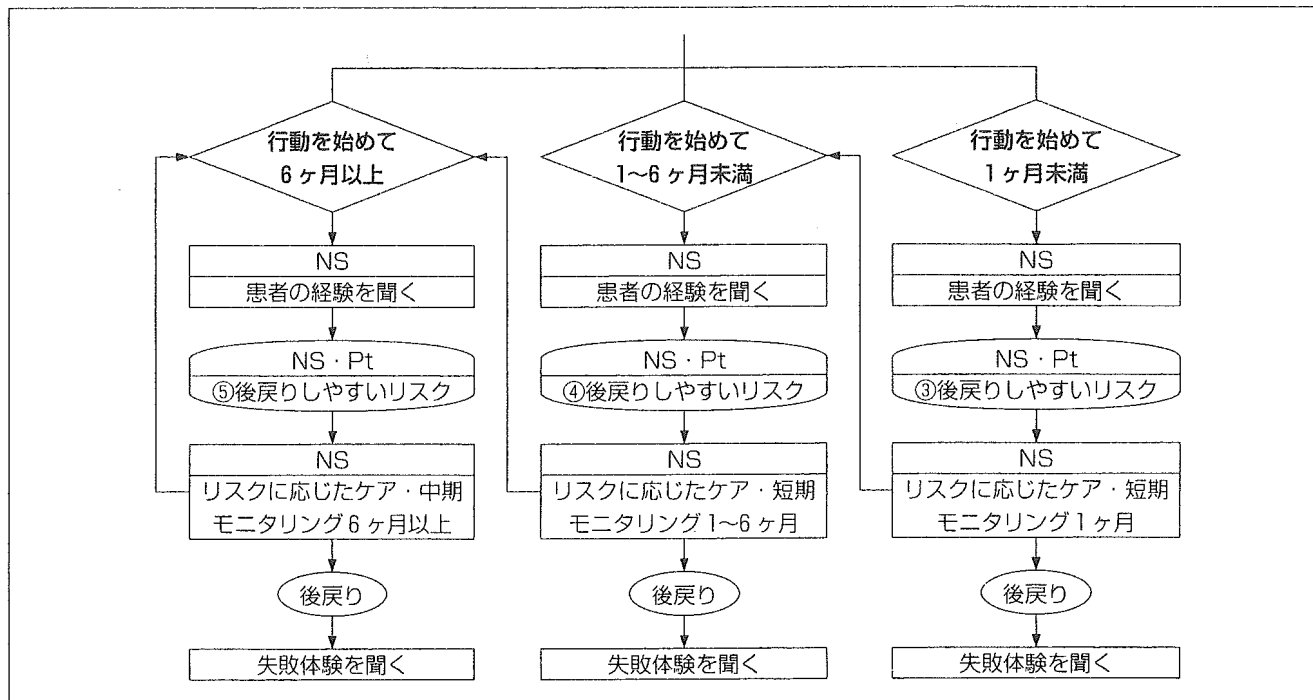 行動を始めて
6ヶ月以上
NS
患者の経験を聞く
NS・Pt
⑤後戻りしやすいリスク
NS
リスクに応じたケア・中期
モニタリング6ヶ月以上
後戻り
失敗体験を聞く
行動を始めて
1〜6ヶ月未満
NS
患者の経験を聞く
NS・Pt
④後戻りしやすいリスク
NS
リスクに応じたケア・短期
モニタリング1〜6ヶ月
後戻り
失敗体験を聞く
行動を始めて
1ヶ月未満
NS
患者の経験を聞く
NS・Pt
③後戻りしやすいリスク
NS
リスクに応じたケア・短期
モニタリング1ヶ月
後戻り
失敗体験を聞く